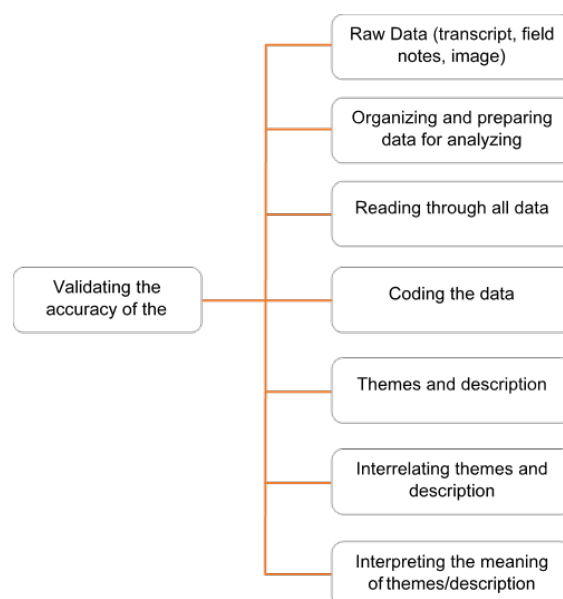 Raw Data (transcript, field
notes, image)
Organizing and preparing
data for analyzing
Reading through all data
Validating the
accuracy of the
Coding the data
Themes and description
Interrelating themes and
description
Interpreting the meaning
of themes/description